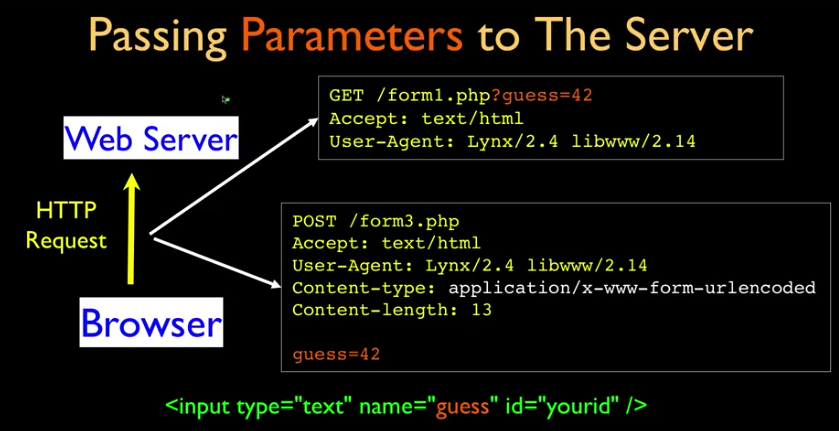 Passing Parameters to The Server
GET /form1.php?guess=42
Accept: text/html
User-Agent: Lynx/2.4 libwww/2.14
Web Server
HTTP
Request
Browser
POST /form3.php
Accept: text/html
User-Agent: Lynx/2.4 libwww/2.14
Content-type: application/x-www-form-urlencoded
Content-length: 13
guess=42
<input type="text" name="guess" id="yourid" />